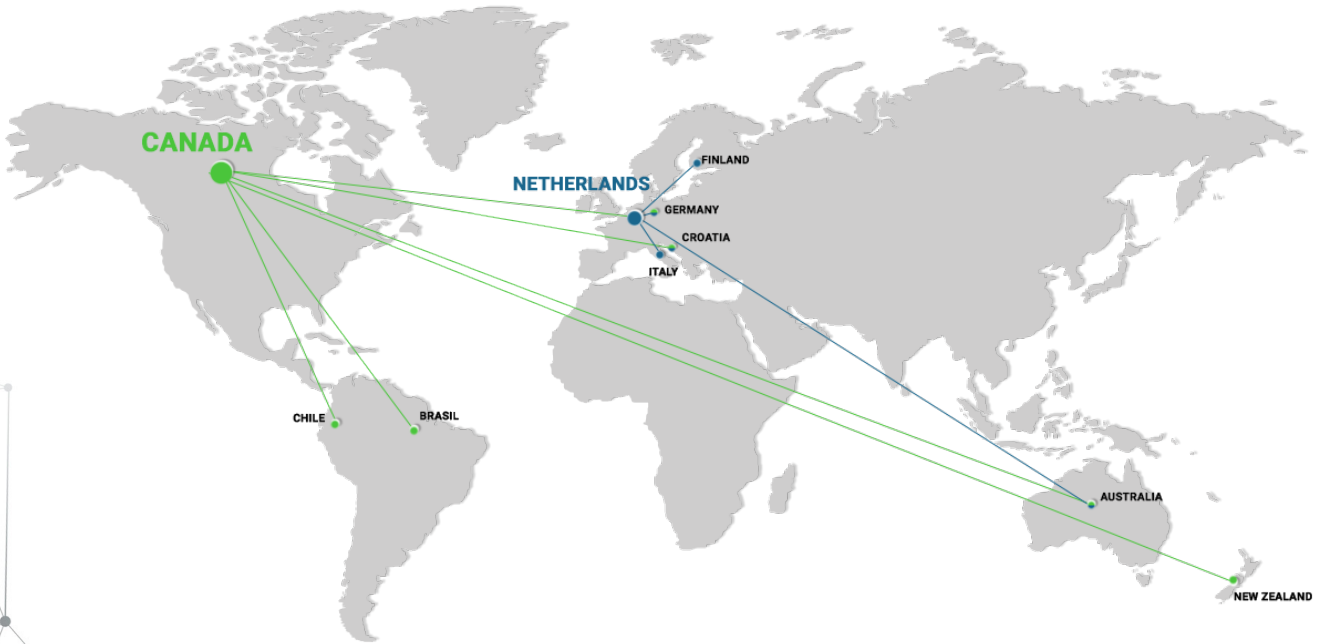 CANADA
FINLAND
NETHERLANDS
GERMANY
CROATIA
ITALY
CHILE
BRASIL
AUSTRALIA
NEW ZEALAND